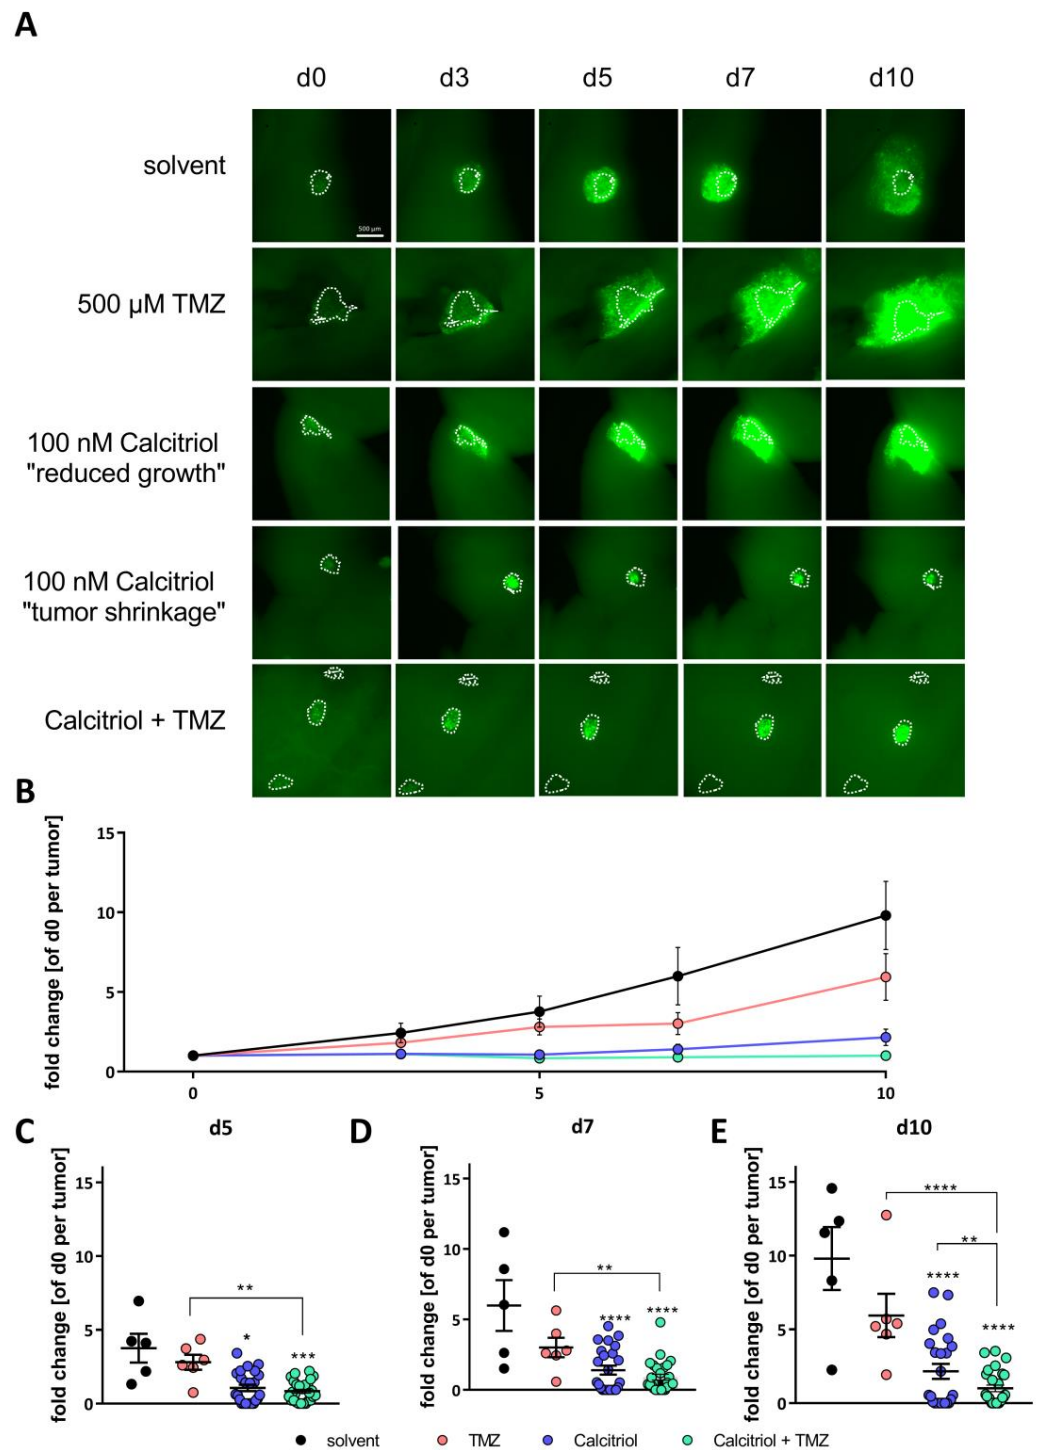 A
d0 d3 d5 d7 d10
solvent
500 µm
500 µM TMZ
100 nM Calcitriol
"reduced growth"
100 nM Calcitriol
"tumor shrinkage"
Calcitriol + TMZ
B
fold change [of d0 per tumor]
15
10
5
0
0 5 10
C d5
fold change [of d0 per tumor]
15
10
5
0
**
*
***
D d7
fold change [of d0 per tumor]
15
10
5
0
**
****
****
E d10
fold change [of d0 per tumor]
15
10
5
0
****
**
****
****
solvent TMZ Calcitriol Calcitriol + TMZ